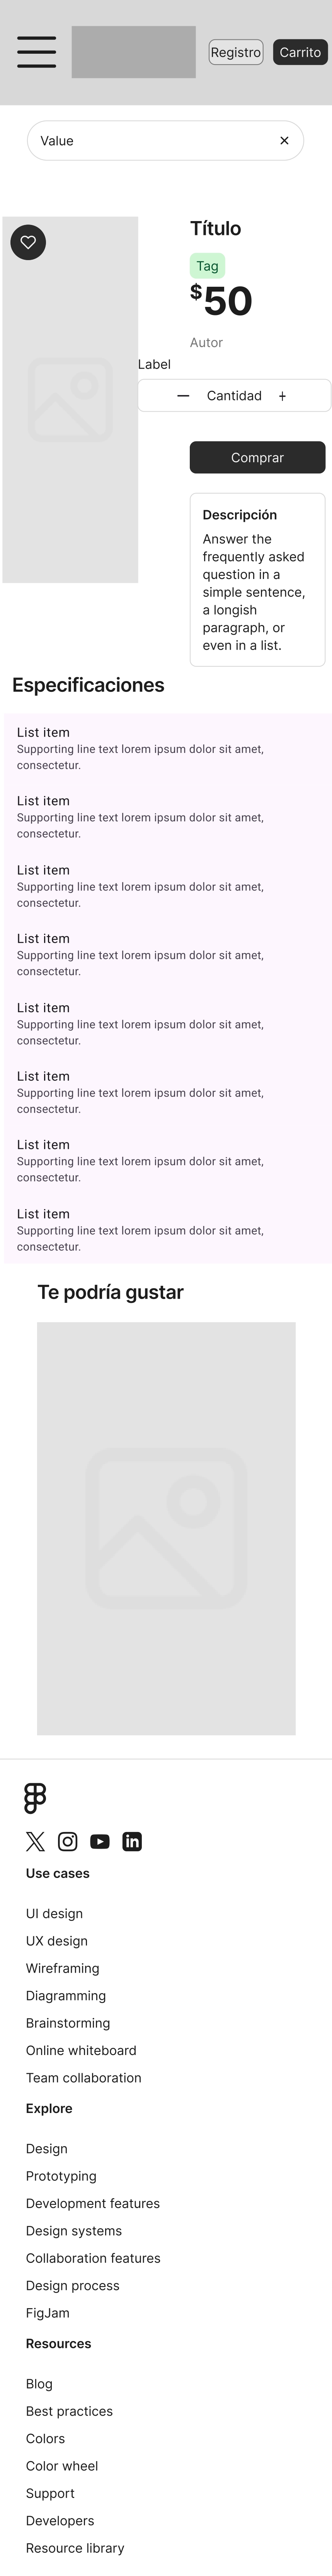 Registro
Carrito
Value
Título
Tag
$50
Autor
Label
Cantidad
Comprar
Descripción
Answer the
frequently asked
question in a
simple sentence,
a longish
paragraph, or
even in a list.
Especificaciones
List item
Supporting line text lorem ipsum dolor sit amet,
consectetur.
List item
Supporting line text lorem ipsum dolor sit amet,
consectetur.
List item
Supporting line text lorem ipsum dolor sit amet,
consectetur.
List item
Supporting line text lorem ipsum dolor sit amet,
consectetur.
List item
Supporting line text lorem ipsum dolor sit amet,
consectetur.
List item
Supporting line text lorem ipsum dolor sit amet,
consectetur.
List item
Supporting line text lorem ipsum dolor sit amet,
consectetur.
List item
Supporting line text lorem ipsum dolor sit amet,
consectetur.
Te podría gustar
Use cases
UI design
UX design
Wireframing
Diagramming
Brainstorming
Online whiteboard
Team collaboration
Explore
Design
Prototyping
Development features
Design systems
Collaboration features
Design process
FigJam
Resources
Blog
Best practices
Colors
Color wheel
Support
Developers
Resource library